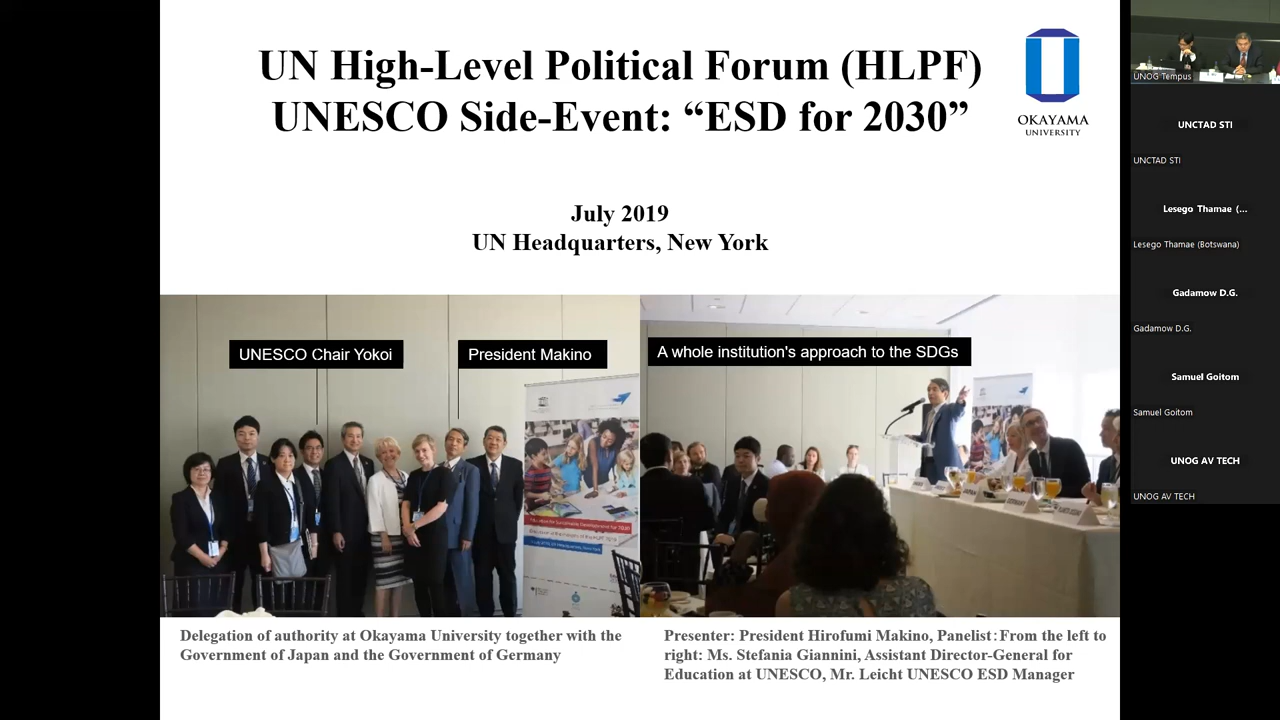 UN High-Level Political Forum (HLPF)
UNESCO Side-Event: “ESD for 2030”
OKAYAMA
UNIVERSITY
July 2019
UN Headquarters, New York
UNESCO Chair Yokoi
President Makino
A whole institution's approach to the SDGs
JAPAN
Delegation of authority at Okayama University together with the
Government of Japan and the Government of Germany
Presenter: President Hirofumi Makino, Panelist:From the left to
right: Ms. Stefania Giannini, Assistant Director-General for
Education at UNESCO, Mr. Leicht UNESCO ESD Manager
UNOG Tempus
UNCTAD STI
UNCTAD STI
Lesego Thamae (...
Lesego Thamae (Botswana)
Gadamow D.G.
Gadamow D.G.
Samuel Goitom
Samuel Goitom
UNOG AV TECH
UNOG AV TECH